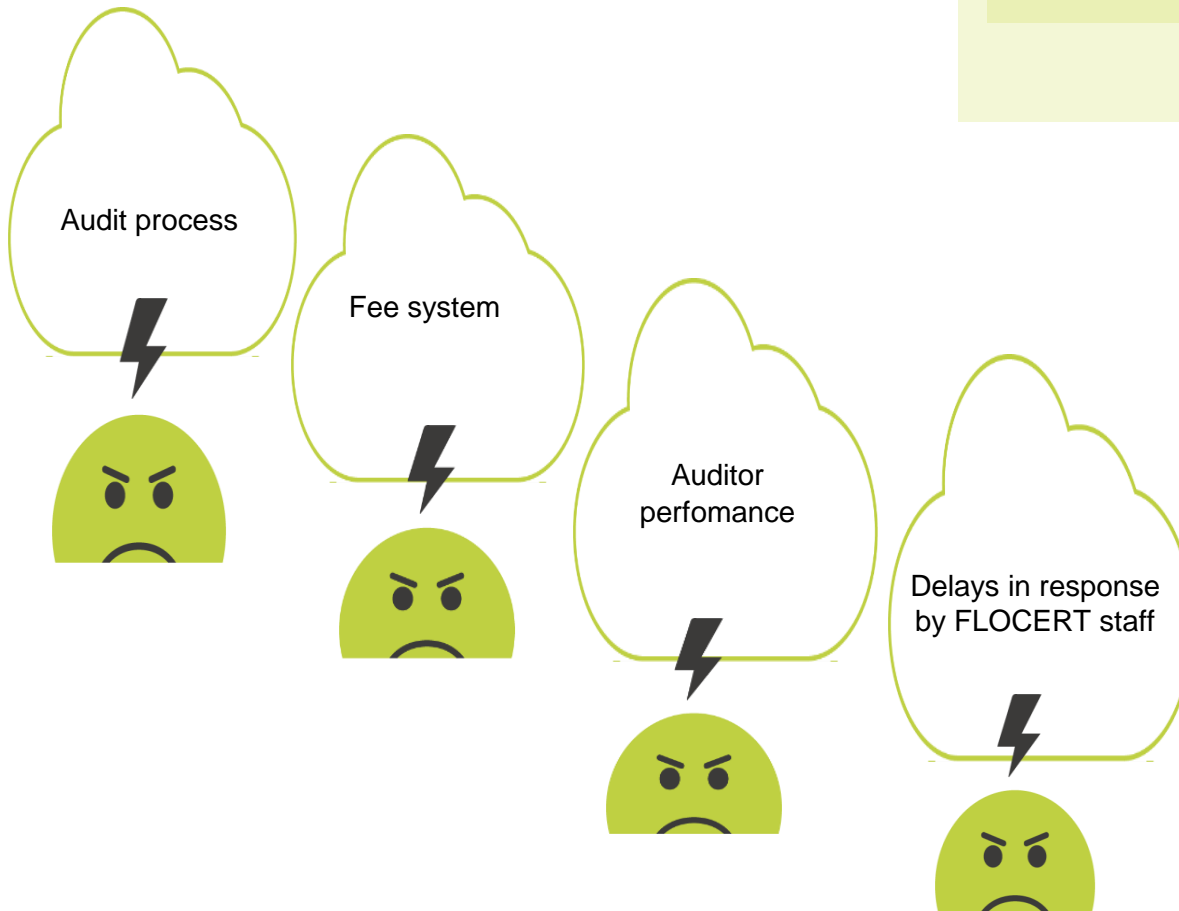 Audit process
Fee system
Auditor
perfomance
Delays in response
by FLOCERT staff